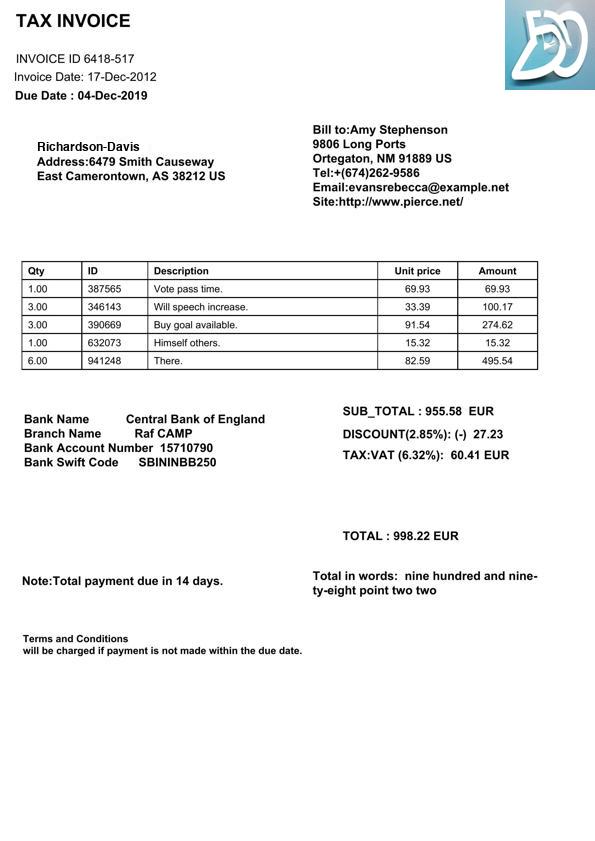 TAX INVOICE
INVOICE ID 6418-517
Invoice Date: 17-Dec-2012
Due Date : 04-Dec-2019
Richardson-Davis
Address:6479 Smith Causeway
East Camerontown, AS 38212 US
Bill to:Amy Stephenson
9806 Long Ports
Ortegaton, NM 91889 US
Tel:+(674)262-9586
Email:evansrebecca@example.net
Site:http://www.pierce.net/
Qty ID Description Unit price Amount
1.00 387565 Vote pass time. 69.93 69.93
3.00 346143 Will speech increase. 33.39 100.17
3.00 390669 Buy goal available. 91.54 274.62
1.00 632073 Himself others. 15.32 15.32
6.00 941248 There. 82.59 495.54
Bank Name Central Bank of England
Branch Name Raf CAMP
Bank Account Number 15710790
Bank Swift Code SBININBB250
SUB_TOTAL : 955.58 EUR
DISCOUNT(2.85%): (-) 27.23
TAX:VAT (6.32%): 60.41 EUR
TOTAL : 998.22 EUR
Note:Total payment due in 14 days.
Total in words: nine hundred and nine-
ty-eight point two two
Terms and Conditions
will be charged if payment is not made within the due date.